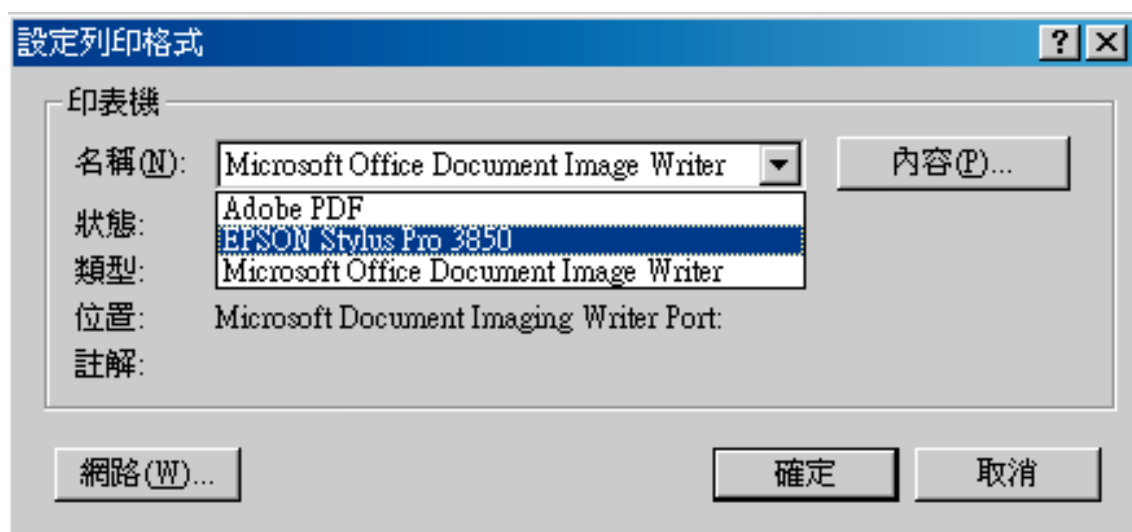 設定列印格式
印表機
名稱(N): Microsoft Office Document Image Writer 內容(P)...
Adobe PDF
狀態:
EPSON Stylus Pro 3850
類型: Microsoft Office Document Image Writer
位置: Microsoft Document Imaging Writer Port:
註解:
網路(W)... 確定 取消